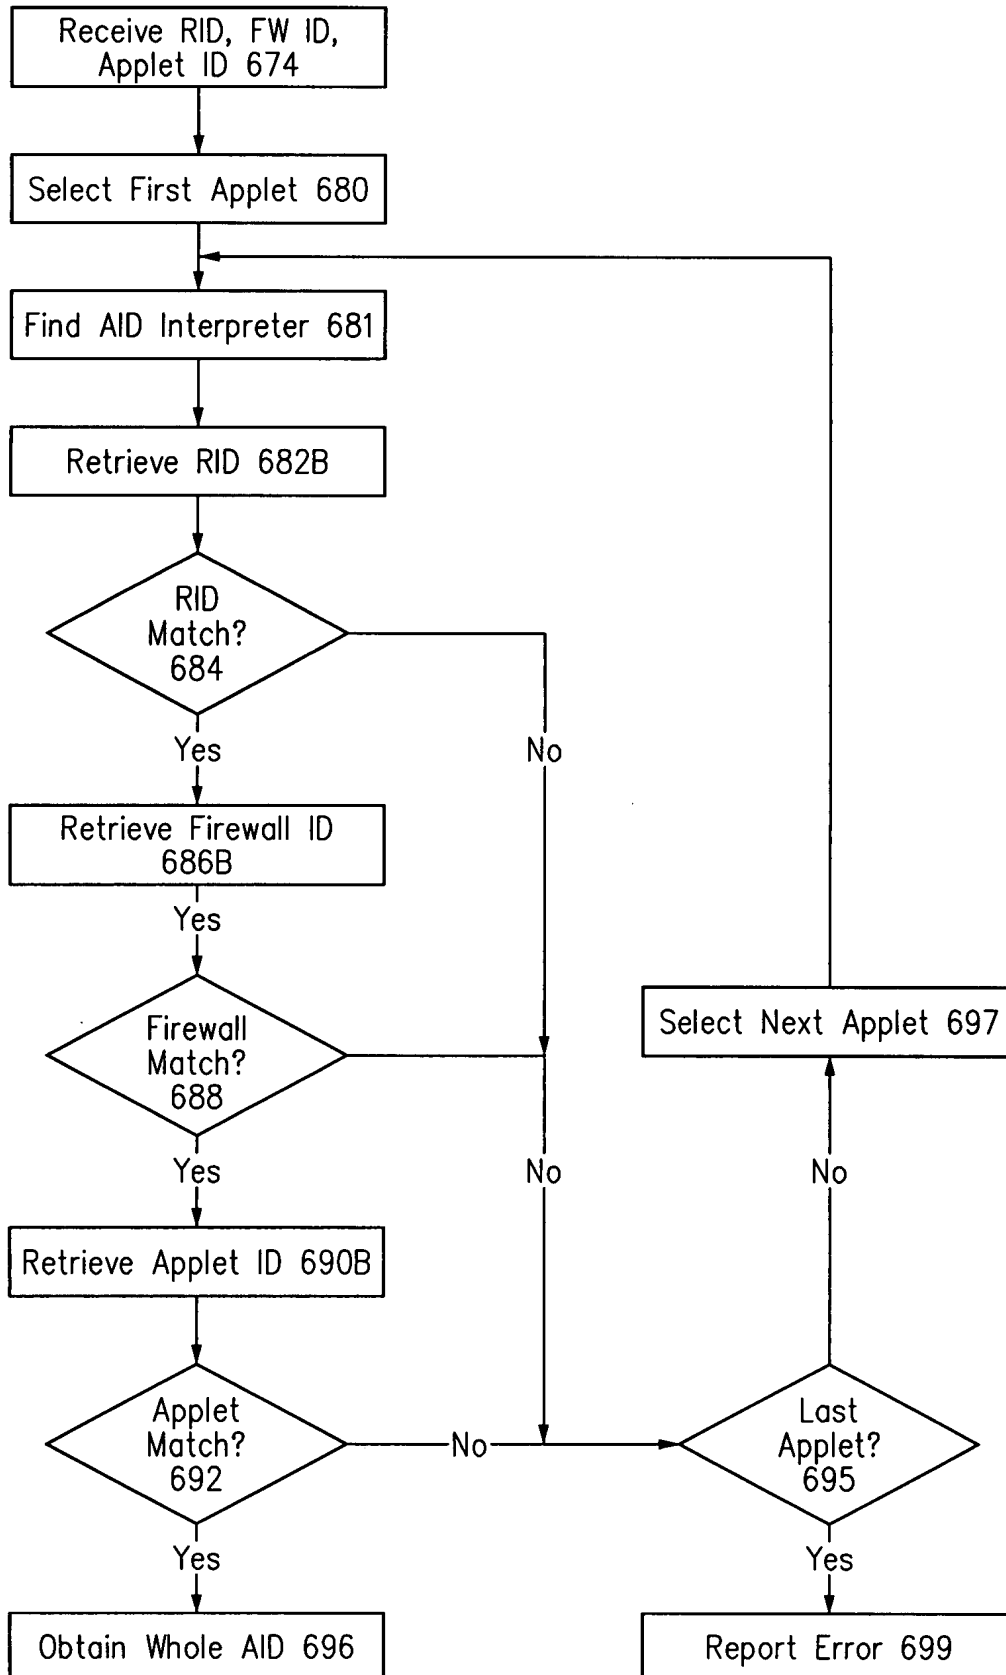 Receive RID, FW ID,
Applet ID 674
Select First Applet 680
Find AID Interpreter 681
Retrieve RID 682B
RID
Match?
684
Yes
No
Retrieve Firewall ID
686B
Yes
Firewall
Match?
688
Select Next Applet 697
Yes
No
No
Retrieve Applet ID 690B
Applet
Match?
692
No
Last
Applet?
695
Yes
Yes
Obtain Whole AID 696
Report Error 699